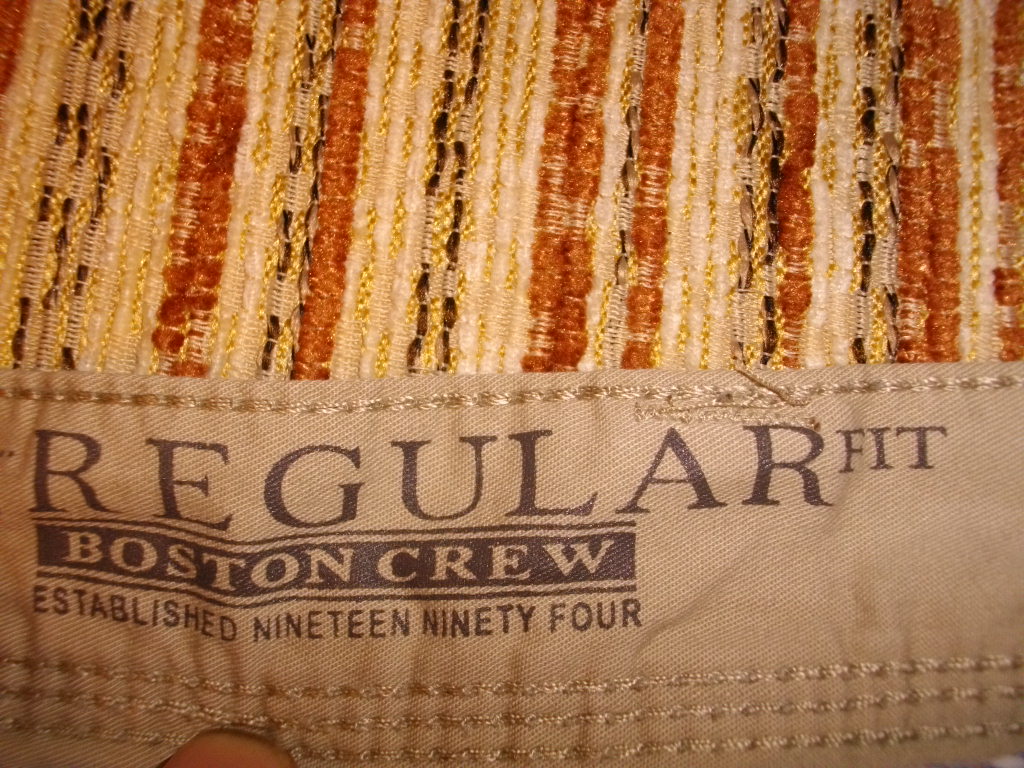 REGULAR FIT
BOSTON CREW
ESTABLISHED NINETEEN NINETY FOUR